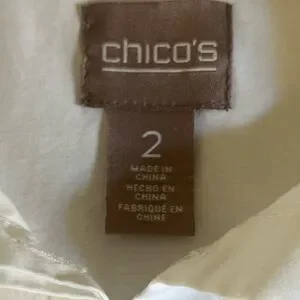 chico's
2
MADE IN
CHINA
HECHO EN
CHINA
FABRIQUÉ EN
CHINE